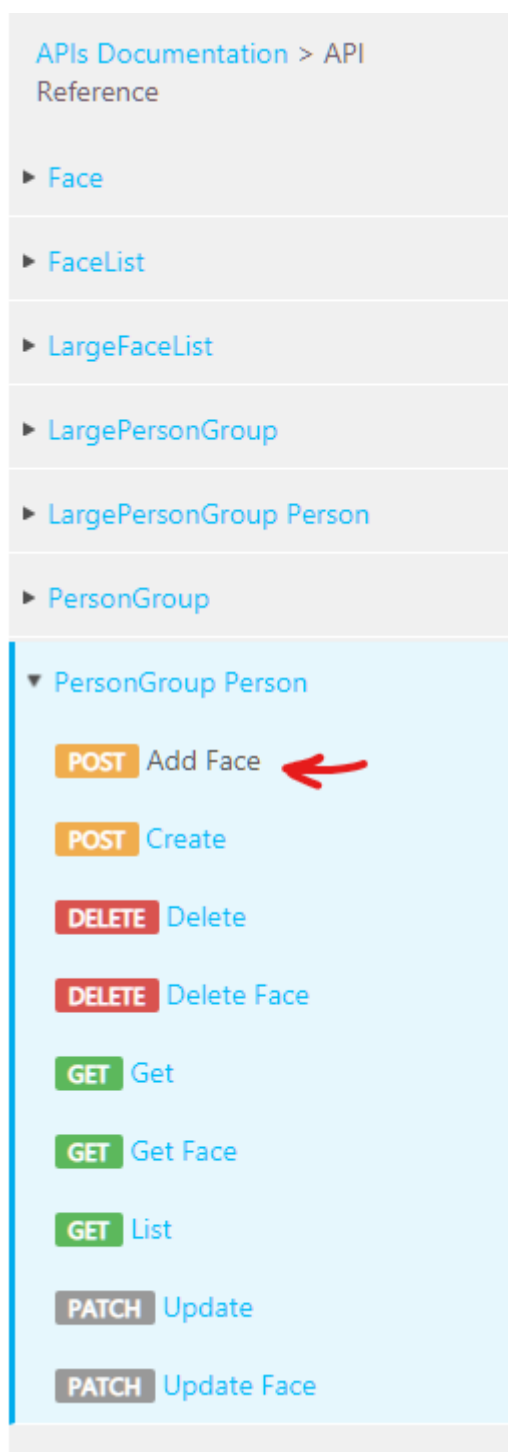 APIs Documentation > API
Reference
Face
FaceList
LargeFaceList
LargePersonGroup
LargePersonGroup Person
PersonGroup
PersonGroup Person
POST Add Face
POST Create
DELETE Delete
DELETE Delete Face
GET Get
GET Get Face
GET List
PATCH Update
PATCH Update Face